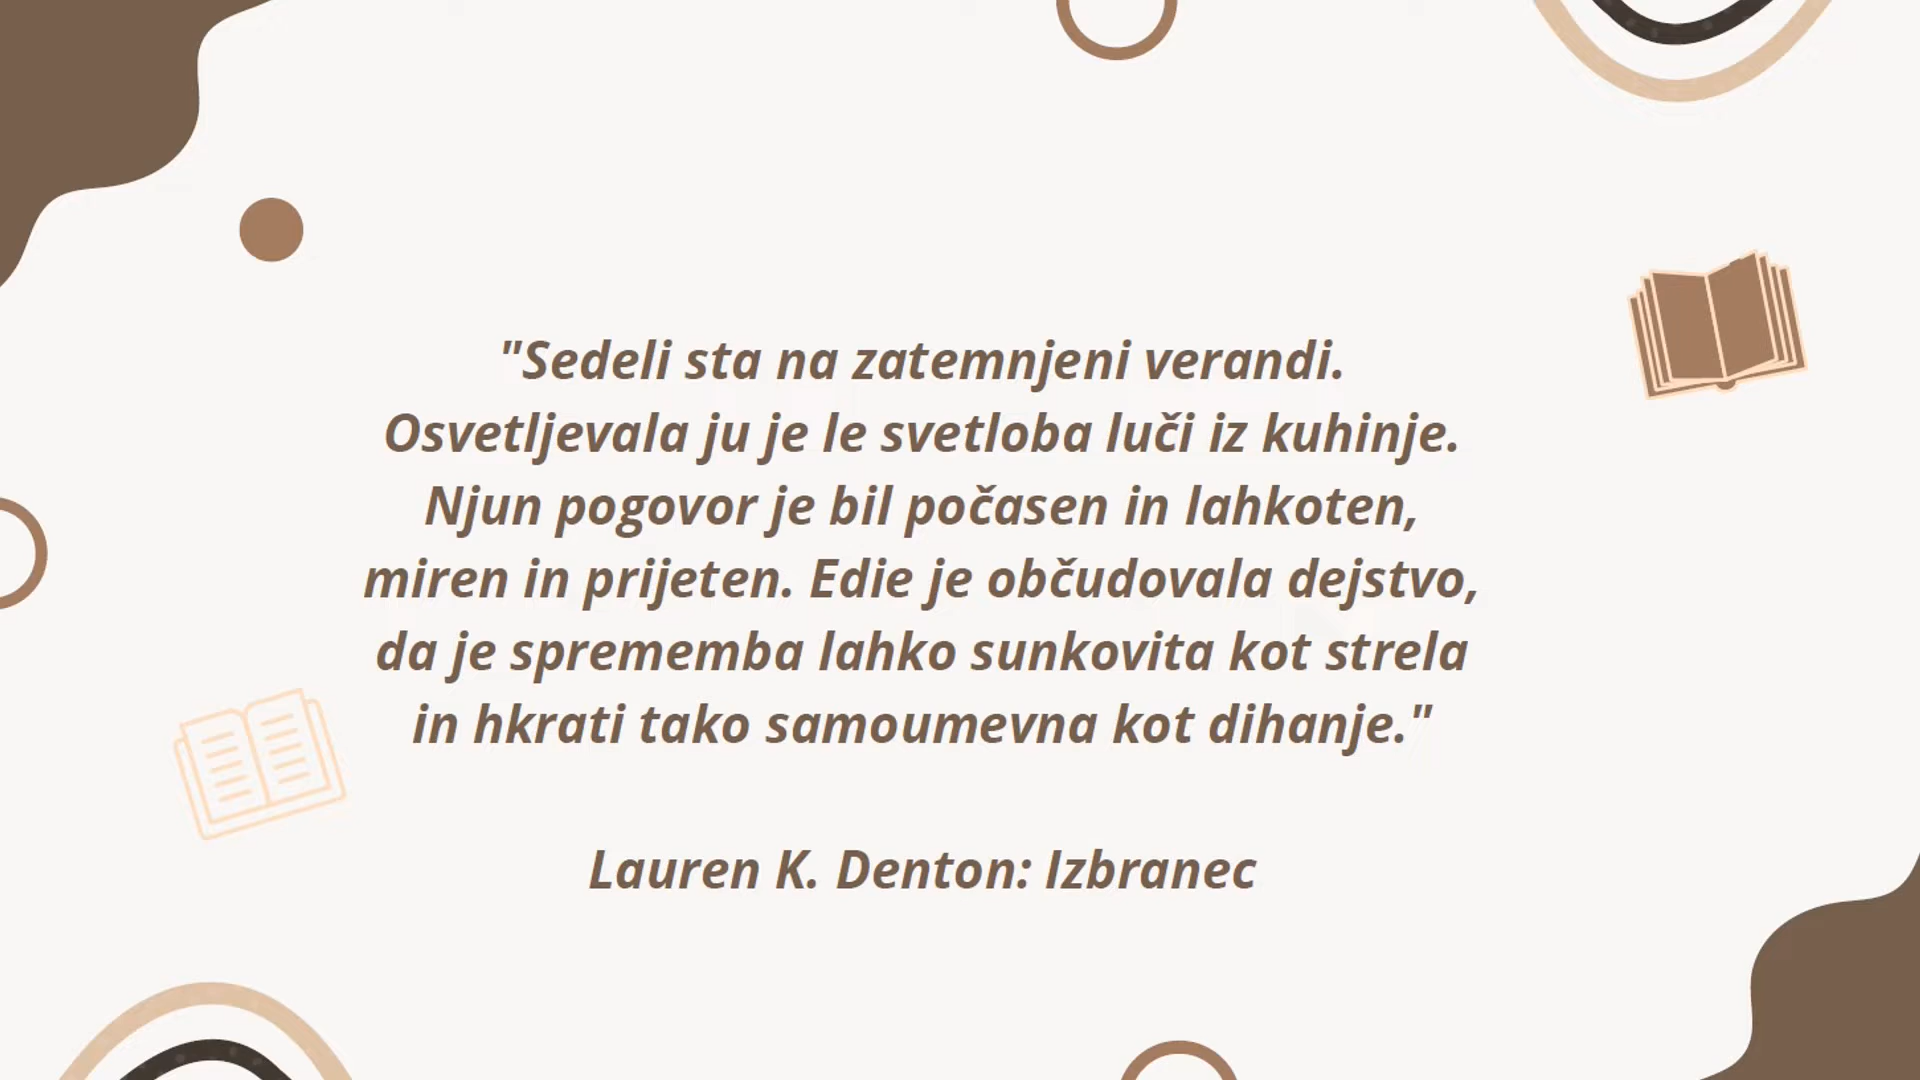 "Sedeli sta na zatemnjeni verandi.
Osvetljevala ju je le svetloba luči iz kuhinje.
Njun pogovor je bil počasen in lahkoten,
miren in prijeten. Edie je občudovala dejstvo,
da je sprememba lahko sunkovita kot strela
in hkrati tako samoumevna kot dihanje."
Lauren K. Denton: Izbranec